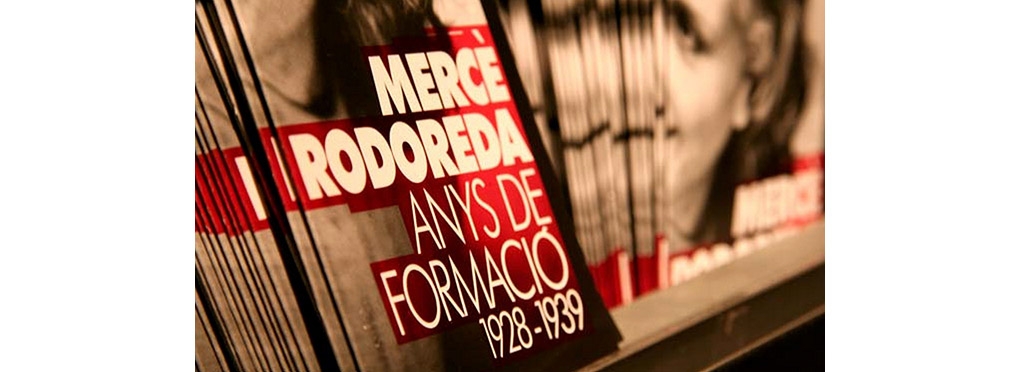 MERCÈ
RODOREDA
ANYS DE
FORMACIÓ
1928-1939
MERCÈ